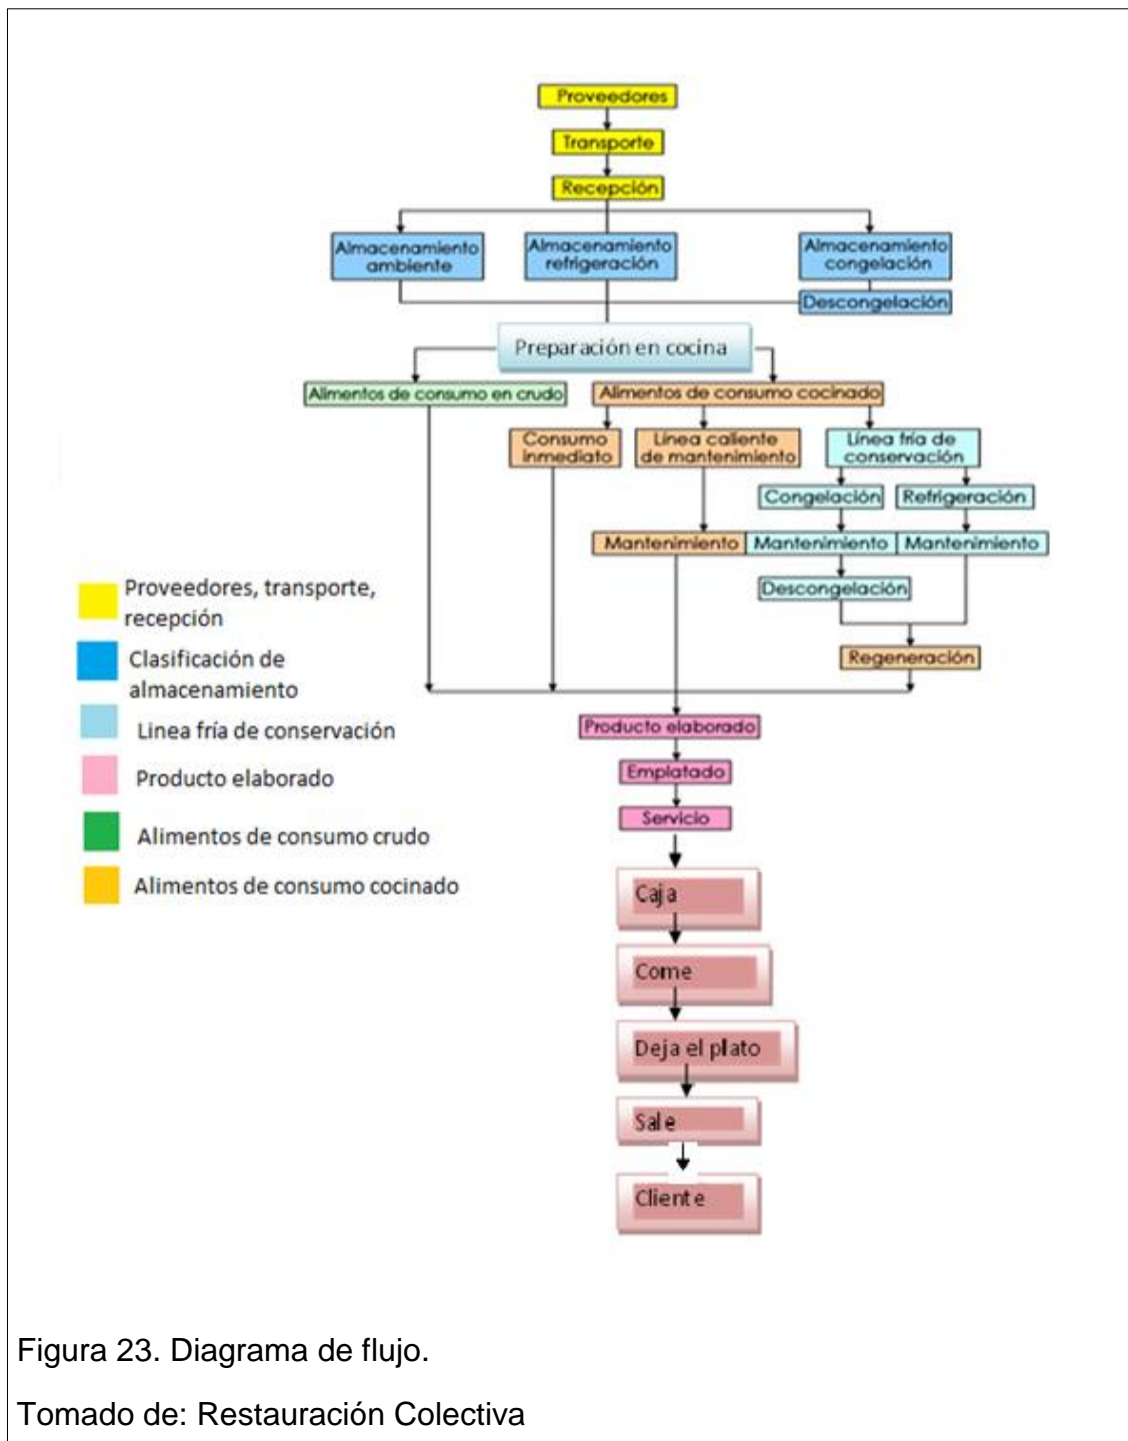 Proveedores
Transporte
Recepción
Almacenamiento
ambiente
Almacenamiento
refrigeración
Almacenamiento
congelación
Descongelación
Preparación en cocina
Alimentos de consumo en crudo
Alimentos de consumo cocinado
Consumo
inmediato
Línea caliente
de mantenimiento
Línea fría de
conservación
Congelación
Refrigeración
Mantenimiento
Mantenimiento
Mantenimiento
Descongelación
Regeneración
Proveedores, transporte,
recepción
Clasificación de
almacenamiento
Linea fría de conservación
Producto elaborado
Alimentos de consumo crudo
Alimentos de consumo cocinado
Producto elaborado
Emplatado
Servicio
Caja
Come
Deja el plato
Sale
Cliente
Figura 23. Diagrama de flujo.
Tomado de: Restauración Colectiva